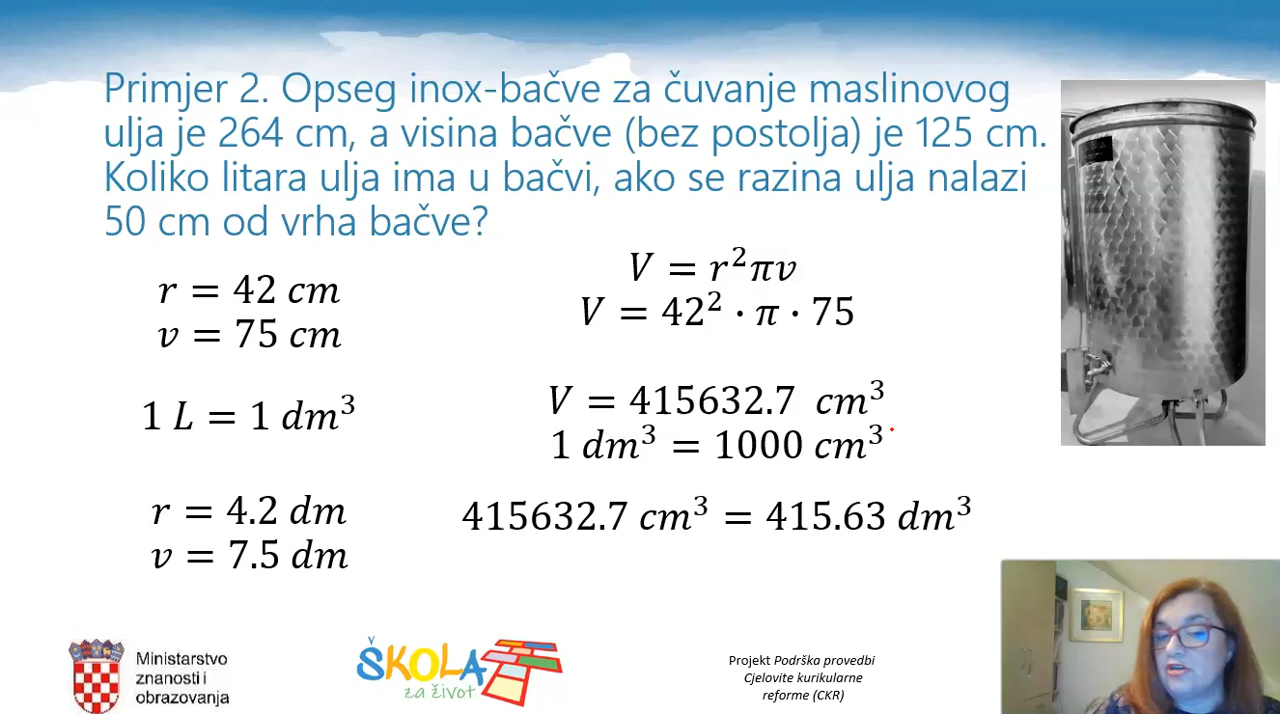 Primjer 2. Opseg inox-bačve za čuvanje maslinovog
ulja je 264 cm, a visina bačve (bez postolja) je 125 cm.
Koliko litara ulja ima u bačvi, ako se razina ulja nalazi
50 cm od vrha bačve?
r = 42 cm
v = 75 cm
1 L = 1 dm³
r = 4.2 dm
v = 7.5 dm
V = r²πv
V = 42² · π · 75
V = 415632.7 cm³
1 dm³ = 1000 cm³
415632.7 cm³ = 415.63 dm³
Ministarstvo
znanosti i
obrazovanja
ŠKOLA
za život
Projekt Podrška provedbi
Cjelovite kurikularne
reforme (CKR)